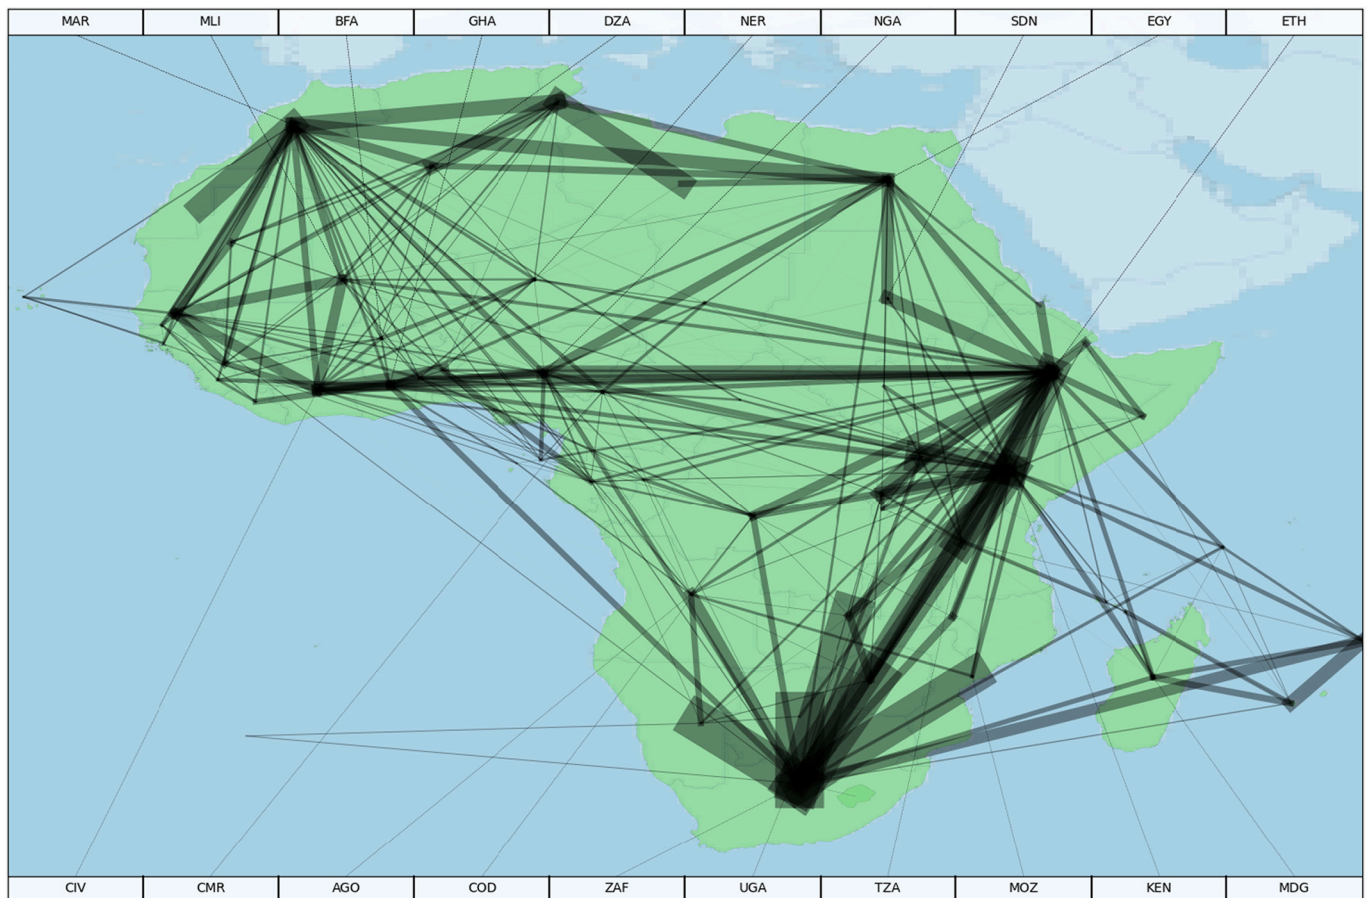 MAR MLI BFA GHA DZA NER NGA SDN EGY ETH
CIV CMR AGO COD ZAF UGA TZA MOZ KEN MDG